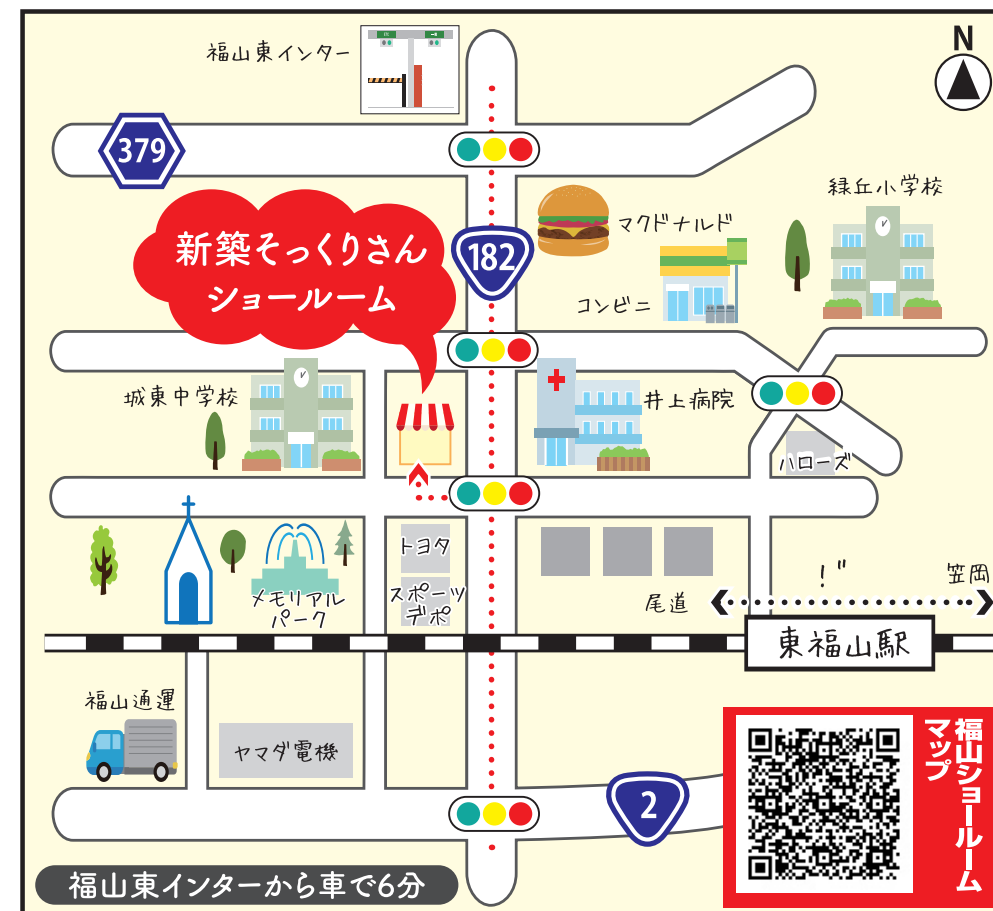 福山東インター
N
379
緑丘小学校
マクドナルド
新築そっくりさん
ショールーム
182
コンビニ
城東中学校
井上病院
ハローズ
トヨタ
スポーツ
デポ
メモリアル
パーク
尾道
笠岡
東福山駅
福山通運
ヤマダ電機
2
福山ショールーム
マップ
福山東インターから車で6分